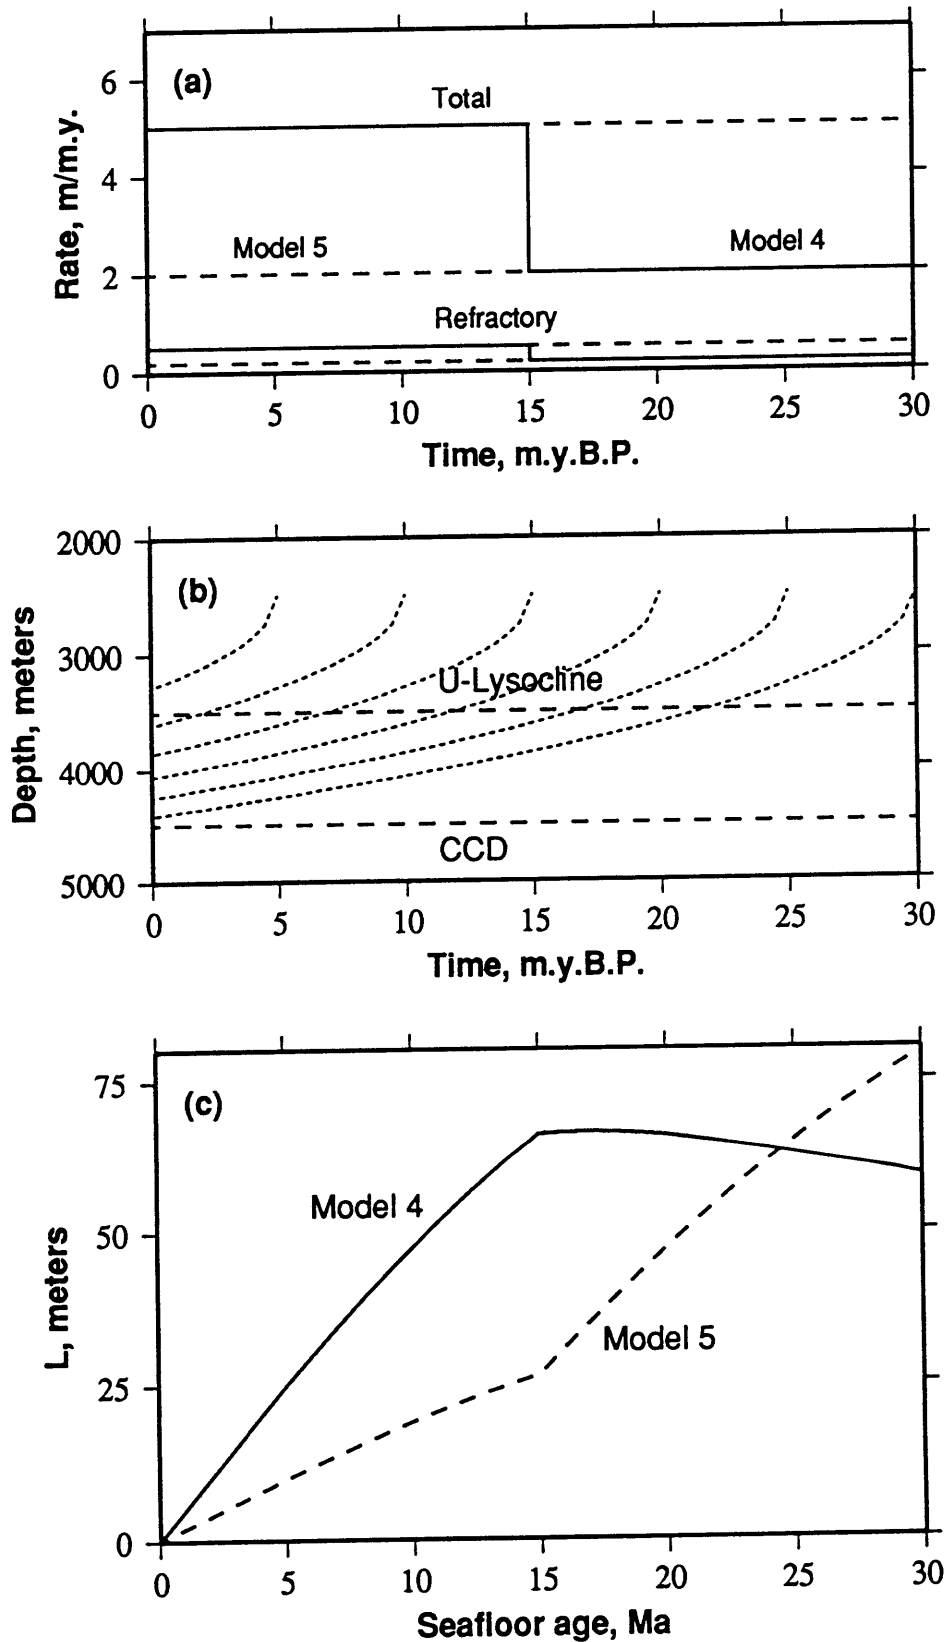 (a)
Total
Model 5
Model 4
Refractory
Rate, m/m.y.
6
4
2
0
0 5 10 15 20 25 30
Time, m.y.B.P.
(b)
U-Lysocline
CCD
Depth, meters
2000
3000
4000
5000
0 5 10 15 20 25 30
Time, m.y.B.P.
(c)
Model 4
Model 5
L, meters
75
50
25
0
0 5 10 15 20 25 30
Seafloor age, Ma